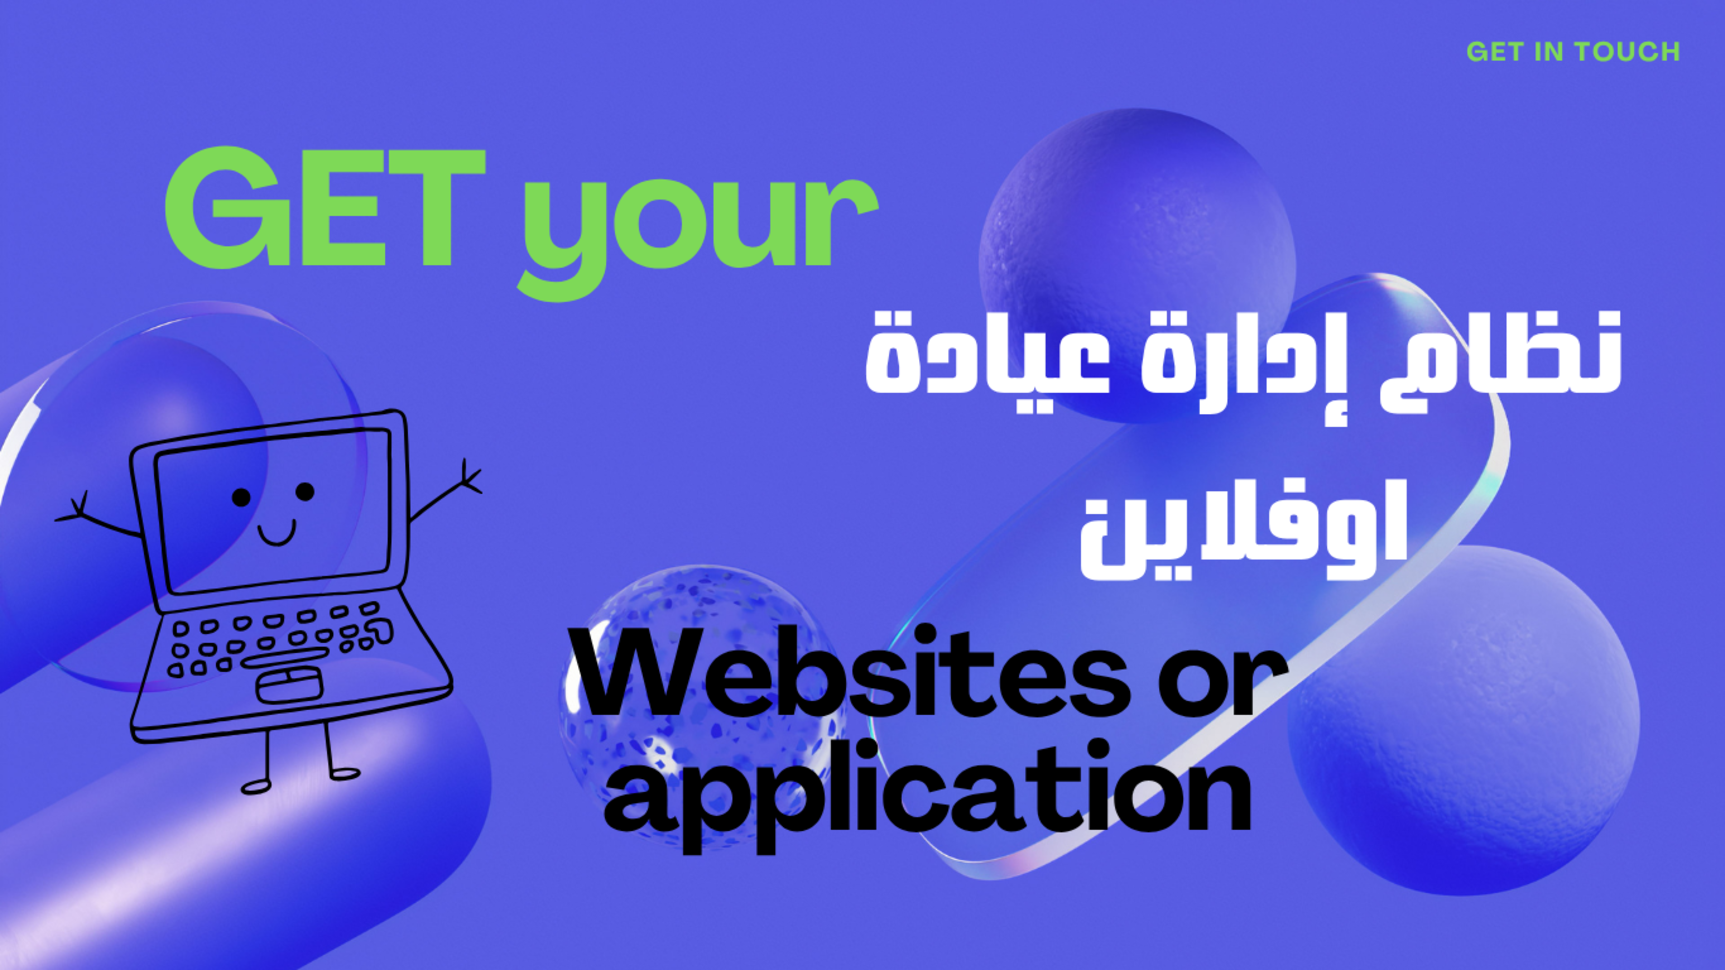 GET IN TOUCH
GET your
نظام إدارة عيادة
اوفلاين
Websites or
application